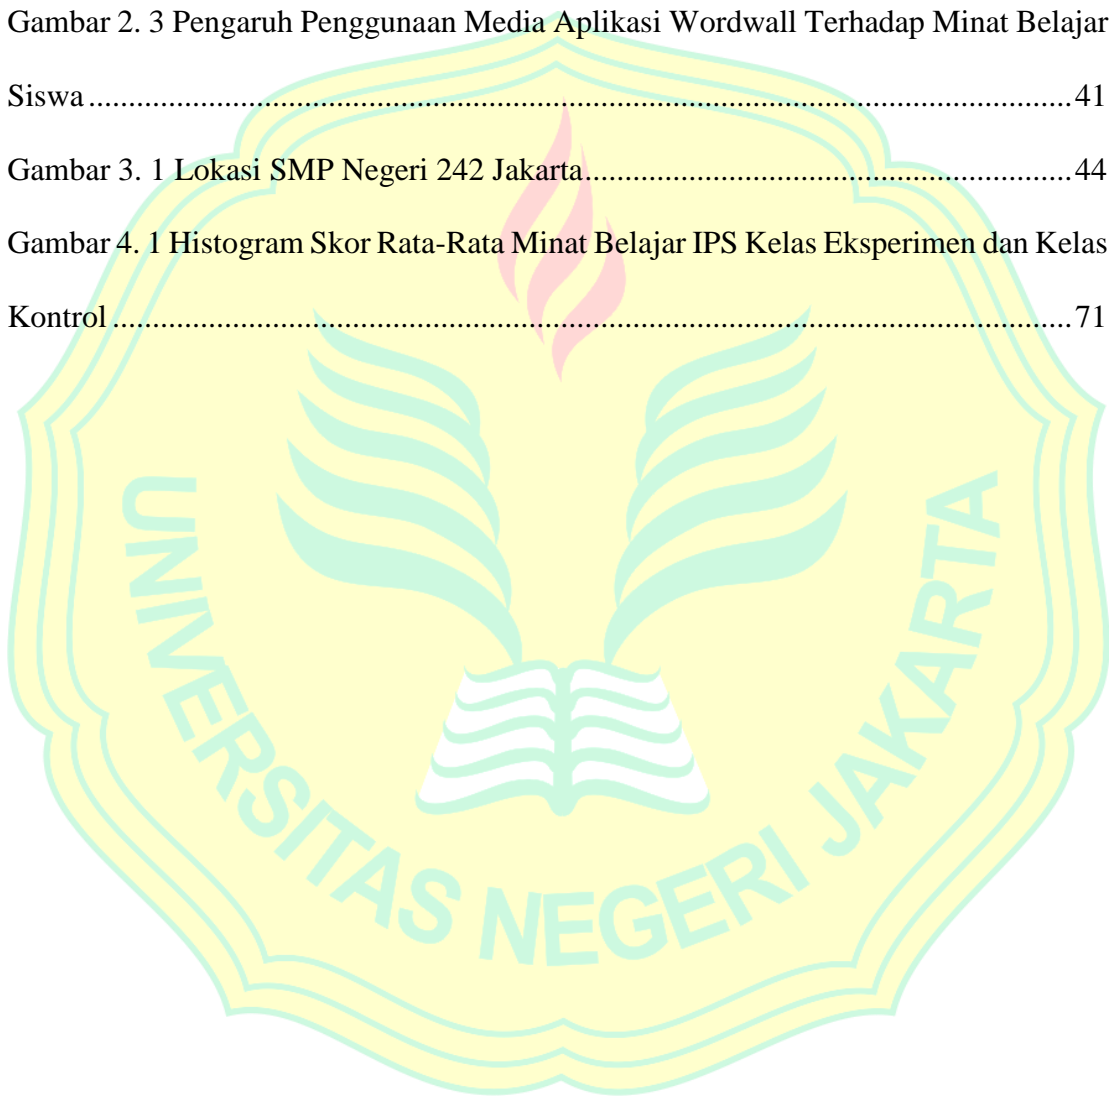 Gambar 2. 3 Pengaruh Penggunaan Media Aplikasi Wordwall Terhadap Minat Belajar
Siswa.......................................................................................................................... 41
Gambar 3. 1 Lokasi SMP Negeri 242 Jakarta............................................................. 44
Gambar 4. 1 Histogram Skor Rata-Rata Minat Belajar IPS Kelas Eksperimen dan Kelas
Kontrol ....................................................................................................................... 71
UNIVERSITAS NEGERI JAKARTA